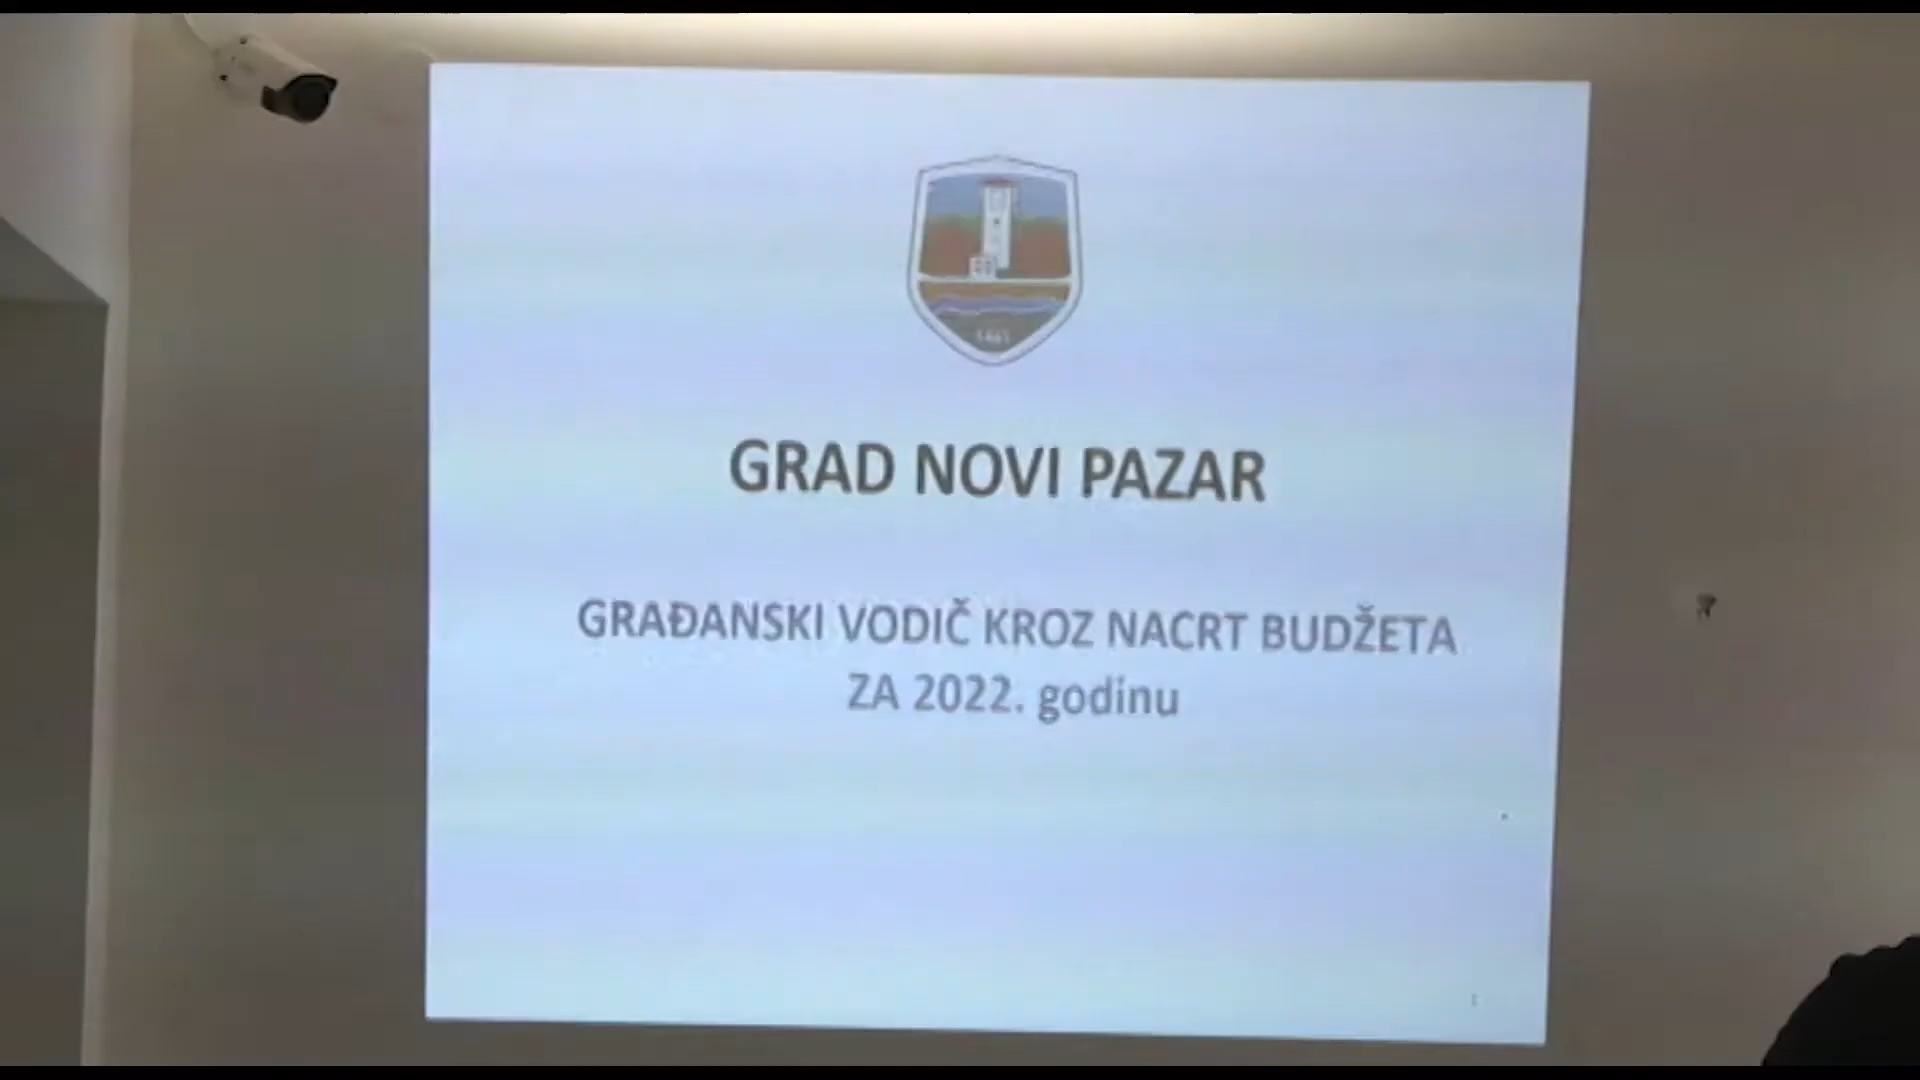 GRAD NOVI PAZAR
GRAĐANSKI VODIČ KROZ NACRT BUDŽETA
ZA 2022. godinu